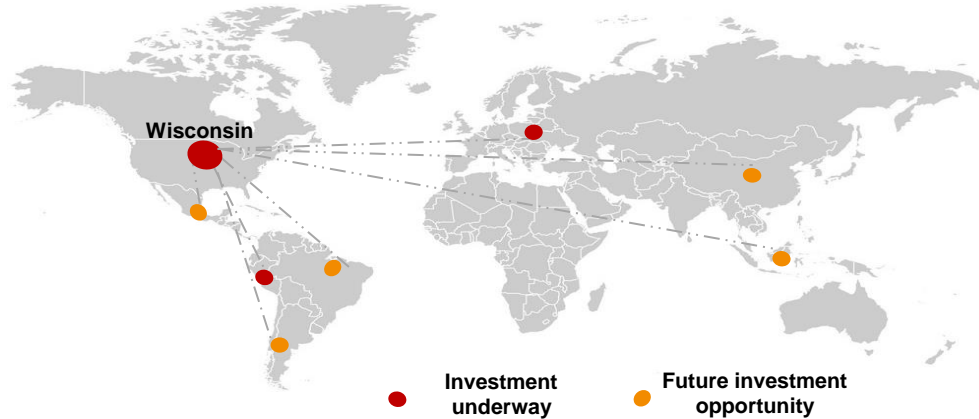 Wisconsin
Investment
underway
Future investment
opportunity